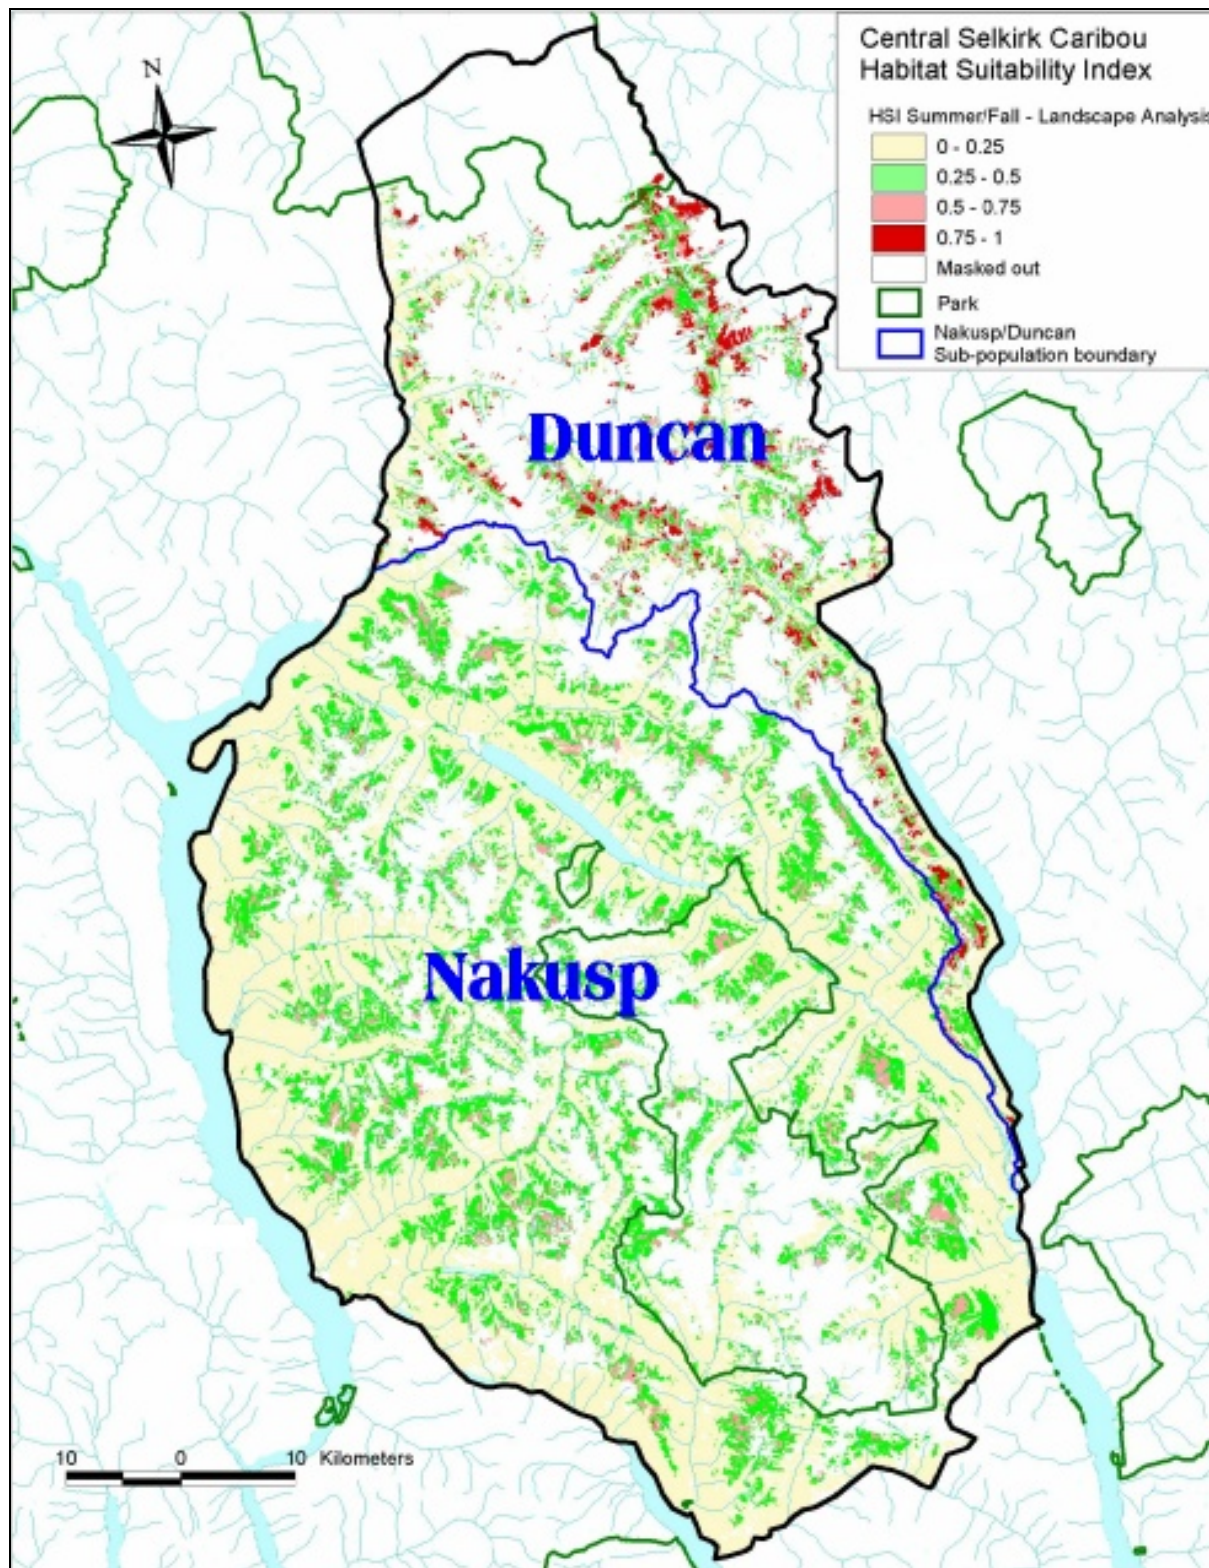 Central Selkirk Caribou
Habitat Suitability Index
N
HSI Summer/Fall - Landscape Analysis
0 - 0.25
0.25 - 0.5
0.5 - 0.75
0.75 - 1
Masked out
Park
Nakusp/Duncan
Sub-population boundary
Duncan
Nakusp
10 0 10 Kilometers